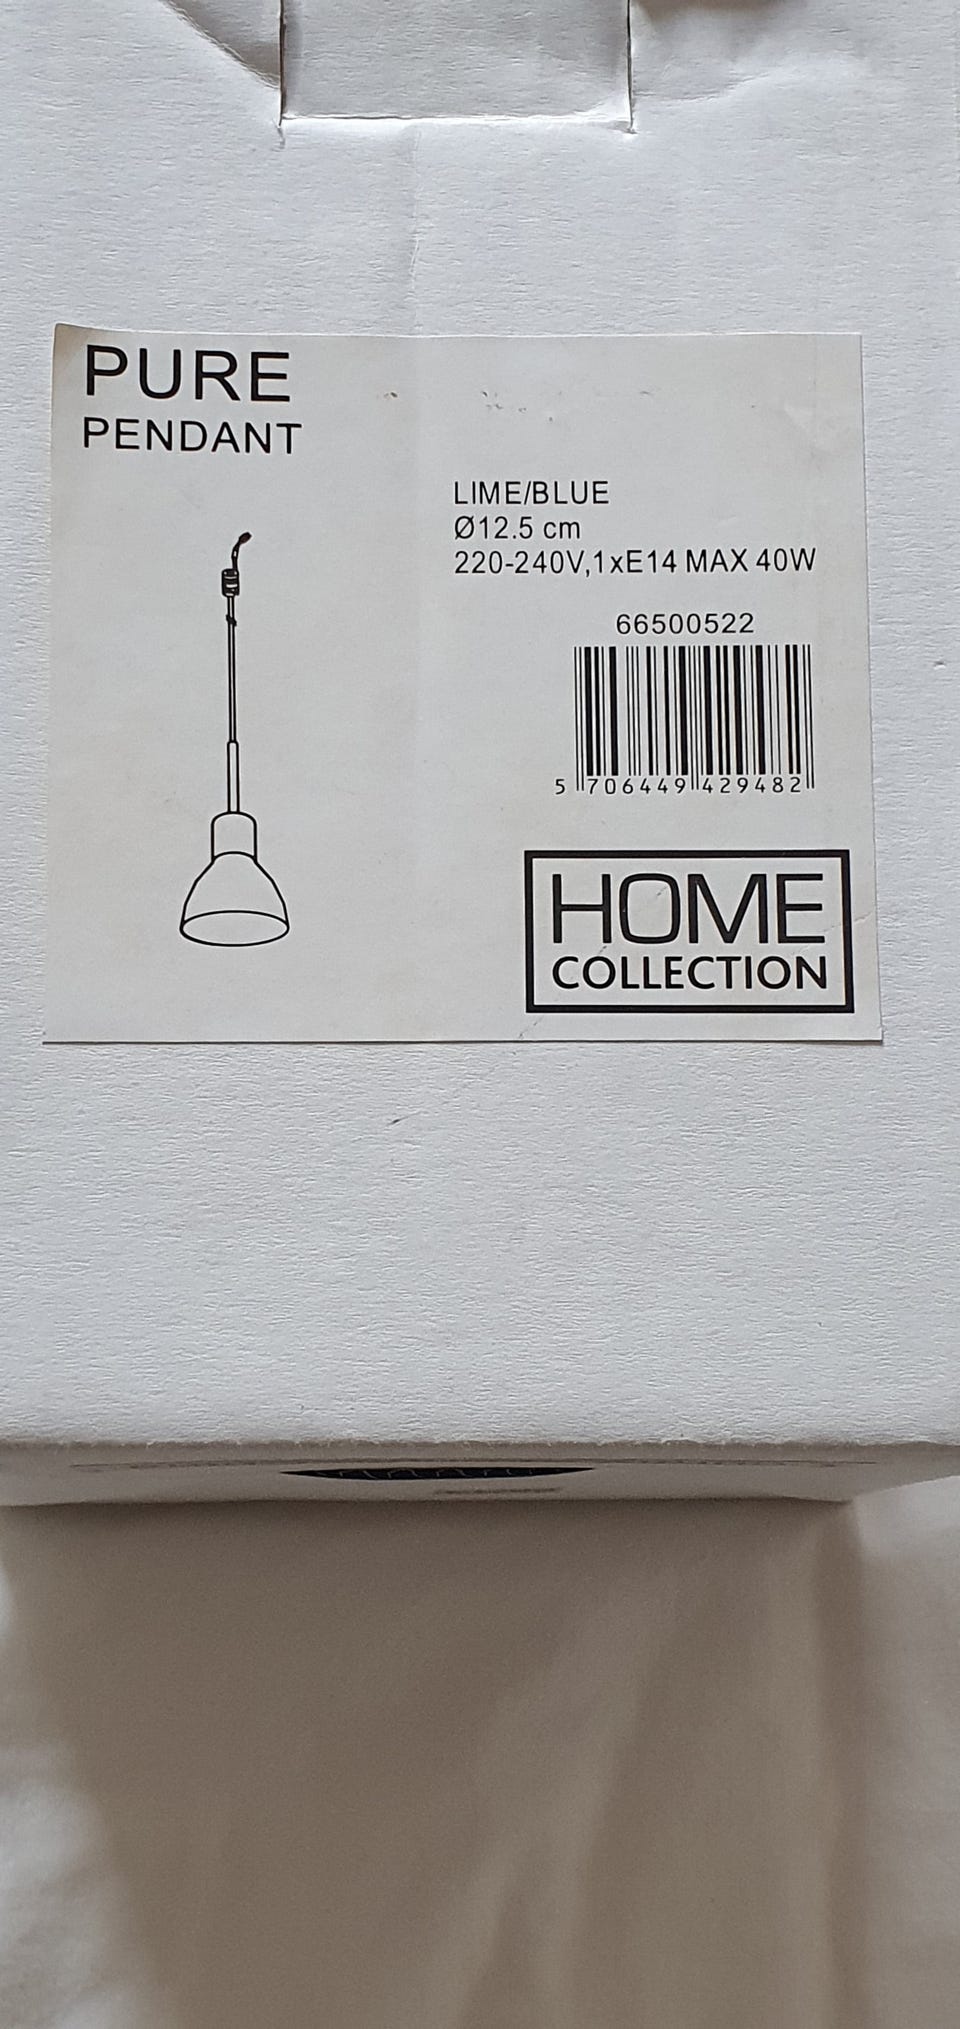 PURE
PENDANT
LIME/BLUE
Ø12.5 cm
220-240V,1xE14 MAX 40W
66500522
5 706449 429482
HOME
COLLECTION